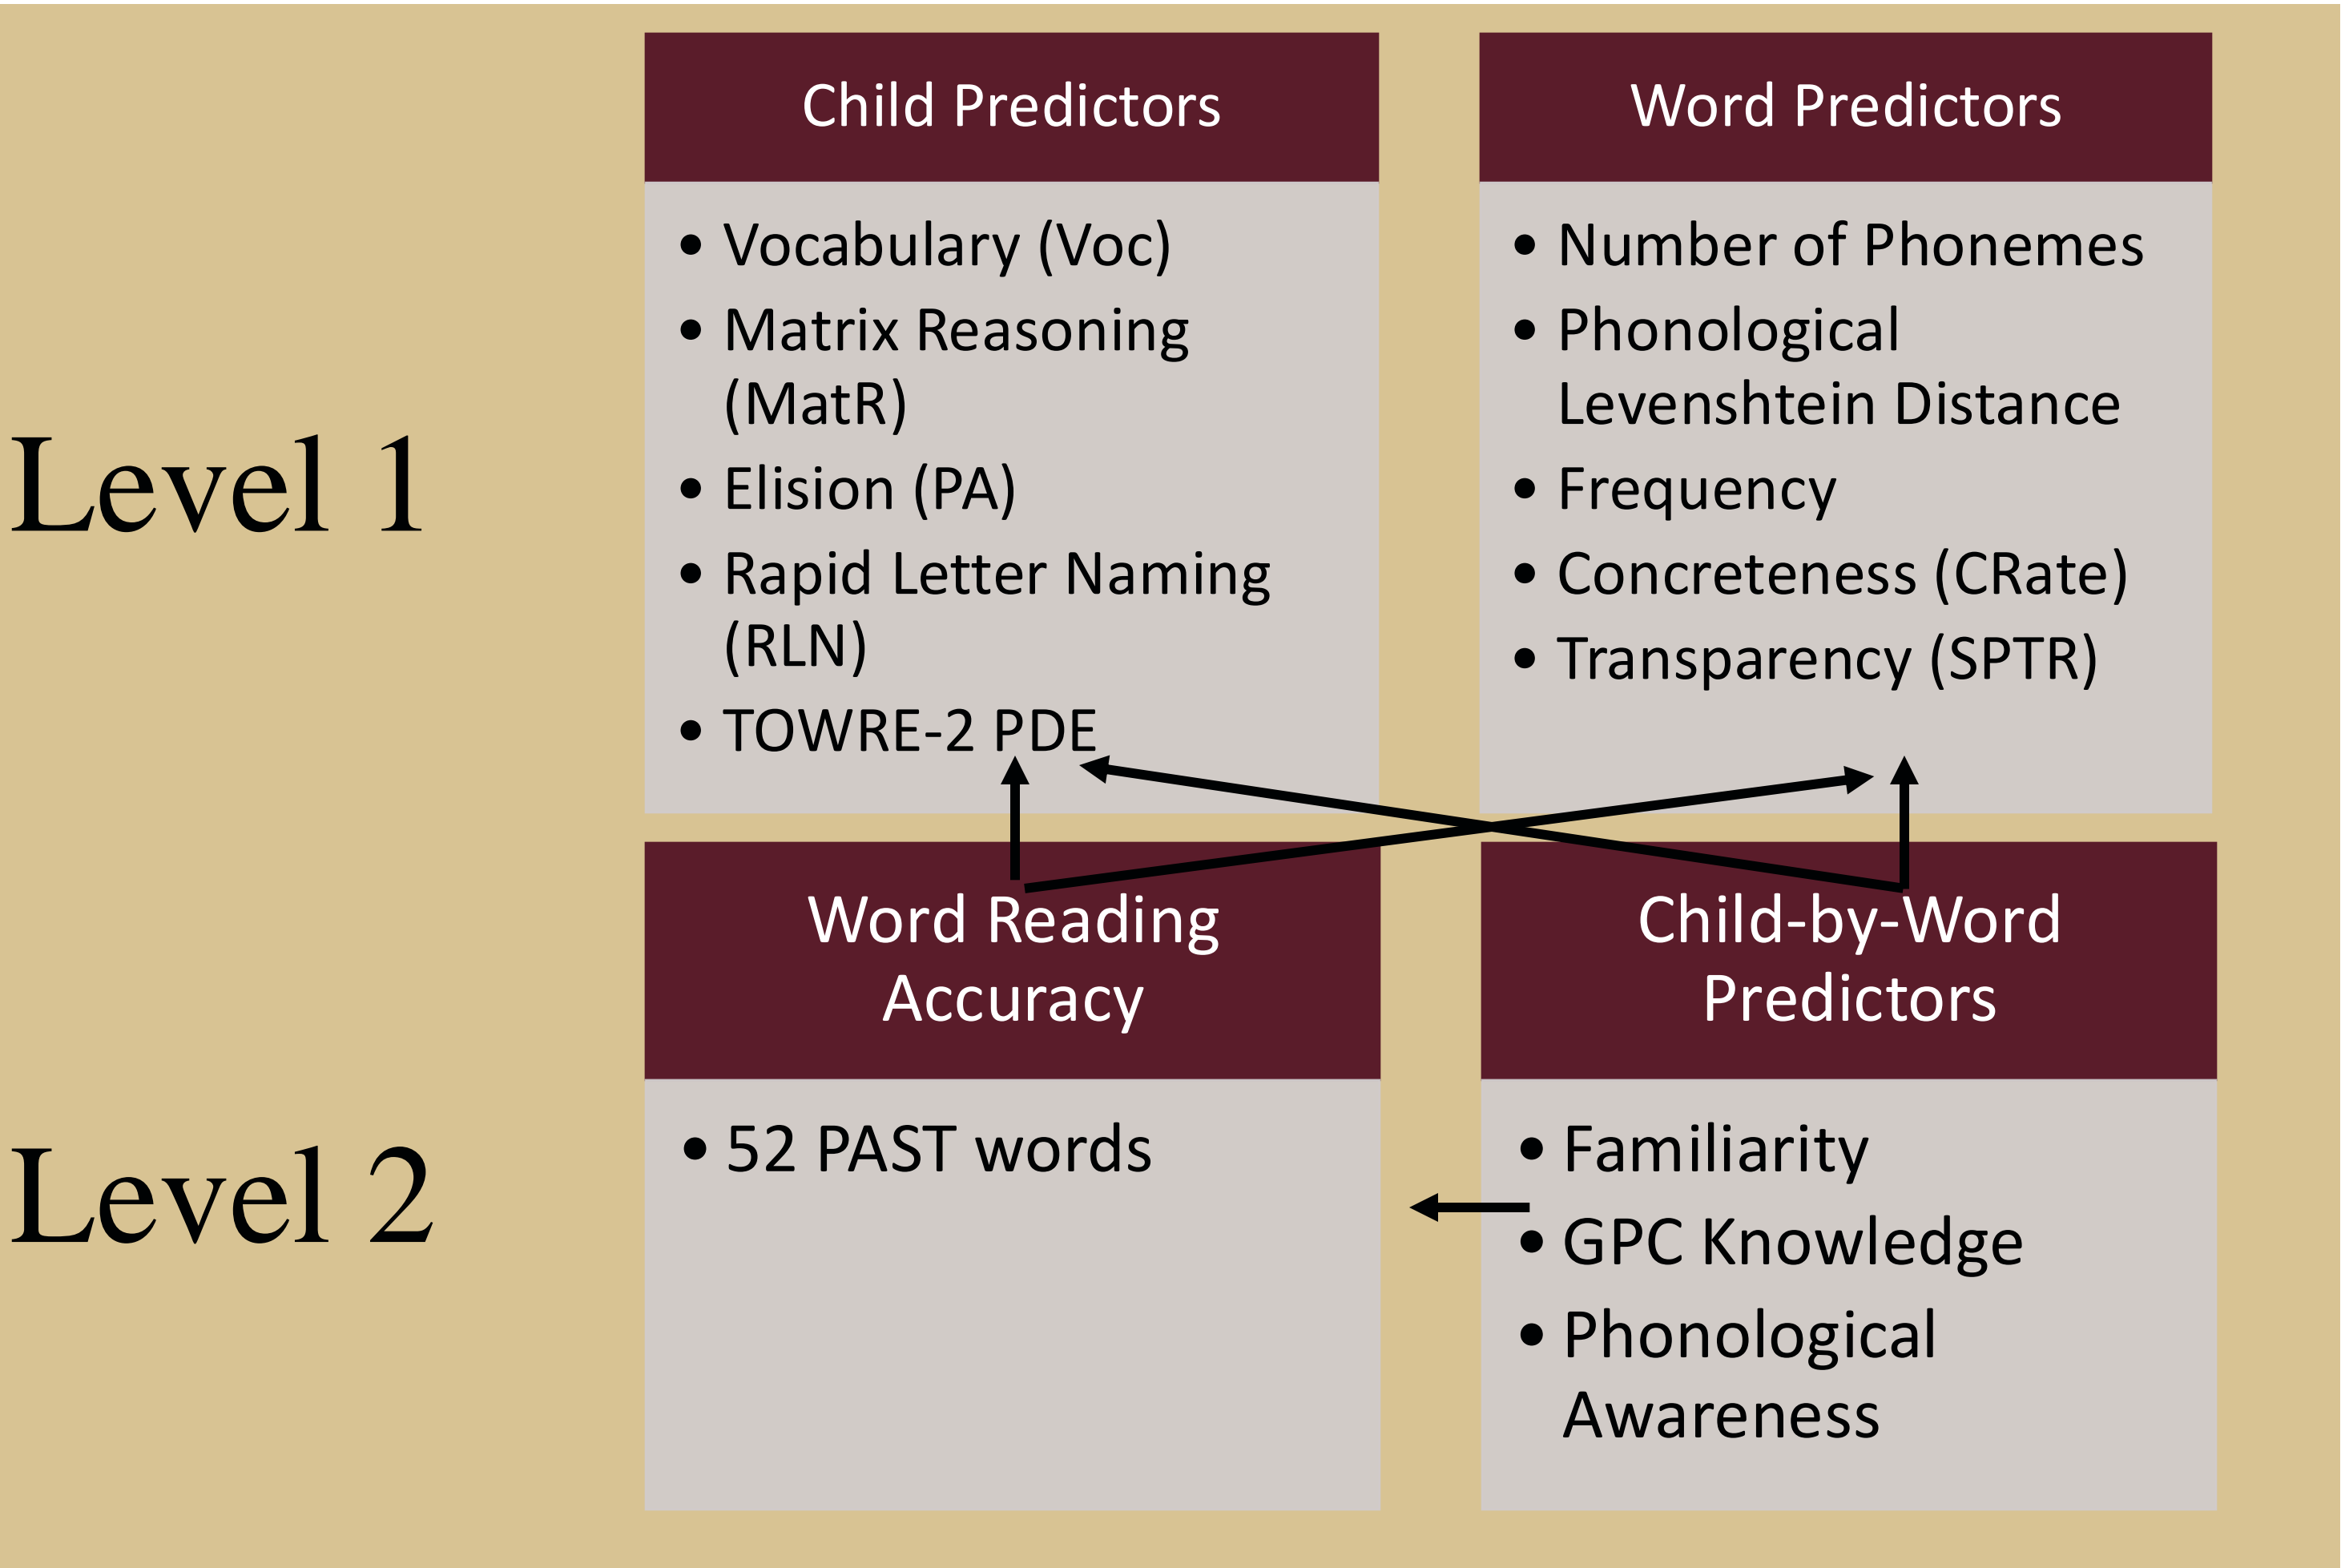 Level 1
Child Predictors
• Vocabulary (Voc)
• Matrix Reasoning
(MatR)
• Elision (PA)
• Rapid Letter Naming
(RLN)
• TOWRE-2 PDE
Word Predictors
• Number of Phonemes
• Phonological
Levenshtein Distance
• Frequency
• Concreteness (CRate)
• Transparency (SPTR)
Level 2
Word Reading
Accuracy
• 52 PAST words
Child-by-Word
Predictors
• Familiarity
• GPC Knowledge
• Phonological
Awareness